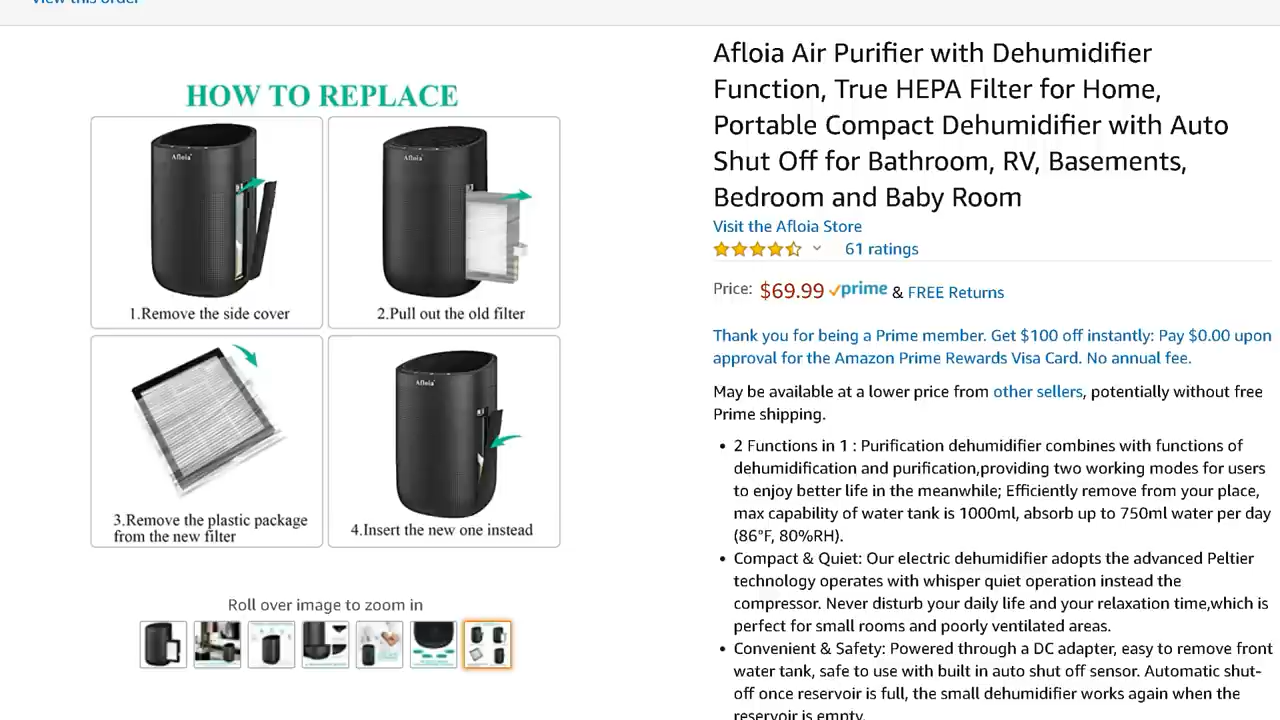 View this order
HOW TO REPLACE
Afloia
Afloia
1.Remove the side cover
2.Pull out the old filter
Afloia
3.Remove the plastic package
from the new filter
4.Insert the new one instead
Roll over image to zoom in
Afloia Air Purifier with Dehumidifier
Function, True HEPA Filter for Home,
Portable Compact Dehumidifier with Auto
Shut Off for Bathroom, RV, Basements,
Bedroom and Baby Room
Visit the Afloia Store
61 ratings
Price: $69.99 prime & FREE Returns
Thank you for being a Prime member. Get $100 off instantly: Pay $0.00 upon
approval for the Amazon Prime Rewards Visa Card. No annual fee.
May be available at a lower price from other sellers, potentially without free
Prime shipping.
• 2 Functions in 1 : Purification dehumidifier combines with functions of
dehumidification and purification,providing two working modes for users
to enjoy better life in the meanwhile; Efficiently remove from your place,
max capability of water tank is 1000ml, absorb up to 750ml water per day
(86°F, 80%RH).
• Compact & Quiet: Our electric dehumidifier adopts the advanced Peltier
technology operates with whisper quiet operation instead the
compressor. Never disturb your daily life and your relaxation time,which is
perfect for small rooms and poorly ventilated areas.
• Convenient & Safety: Powered through a DC adapter, easy to remove front
water tank, safe to use with built in auto shut off sensor. Automatic shut-
off once reservoir is full, the small dehumidifier works again when the
reservoir is empty.